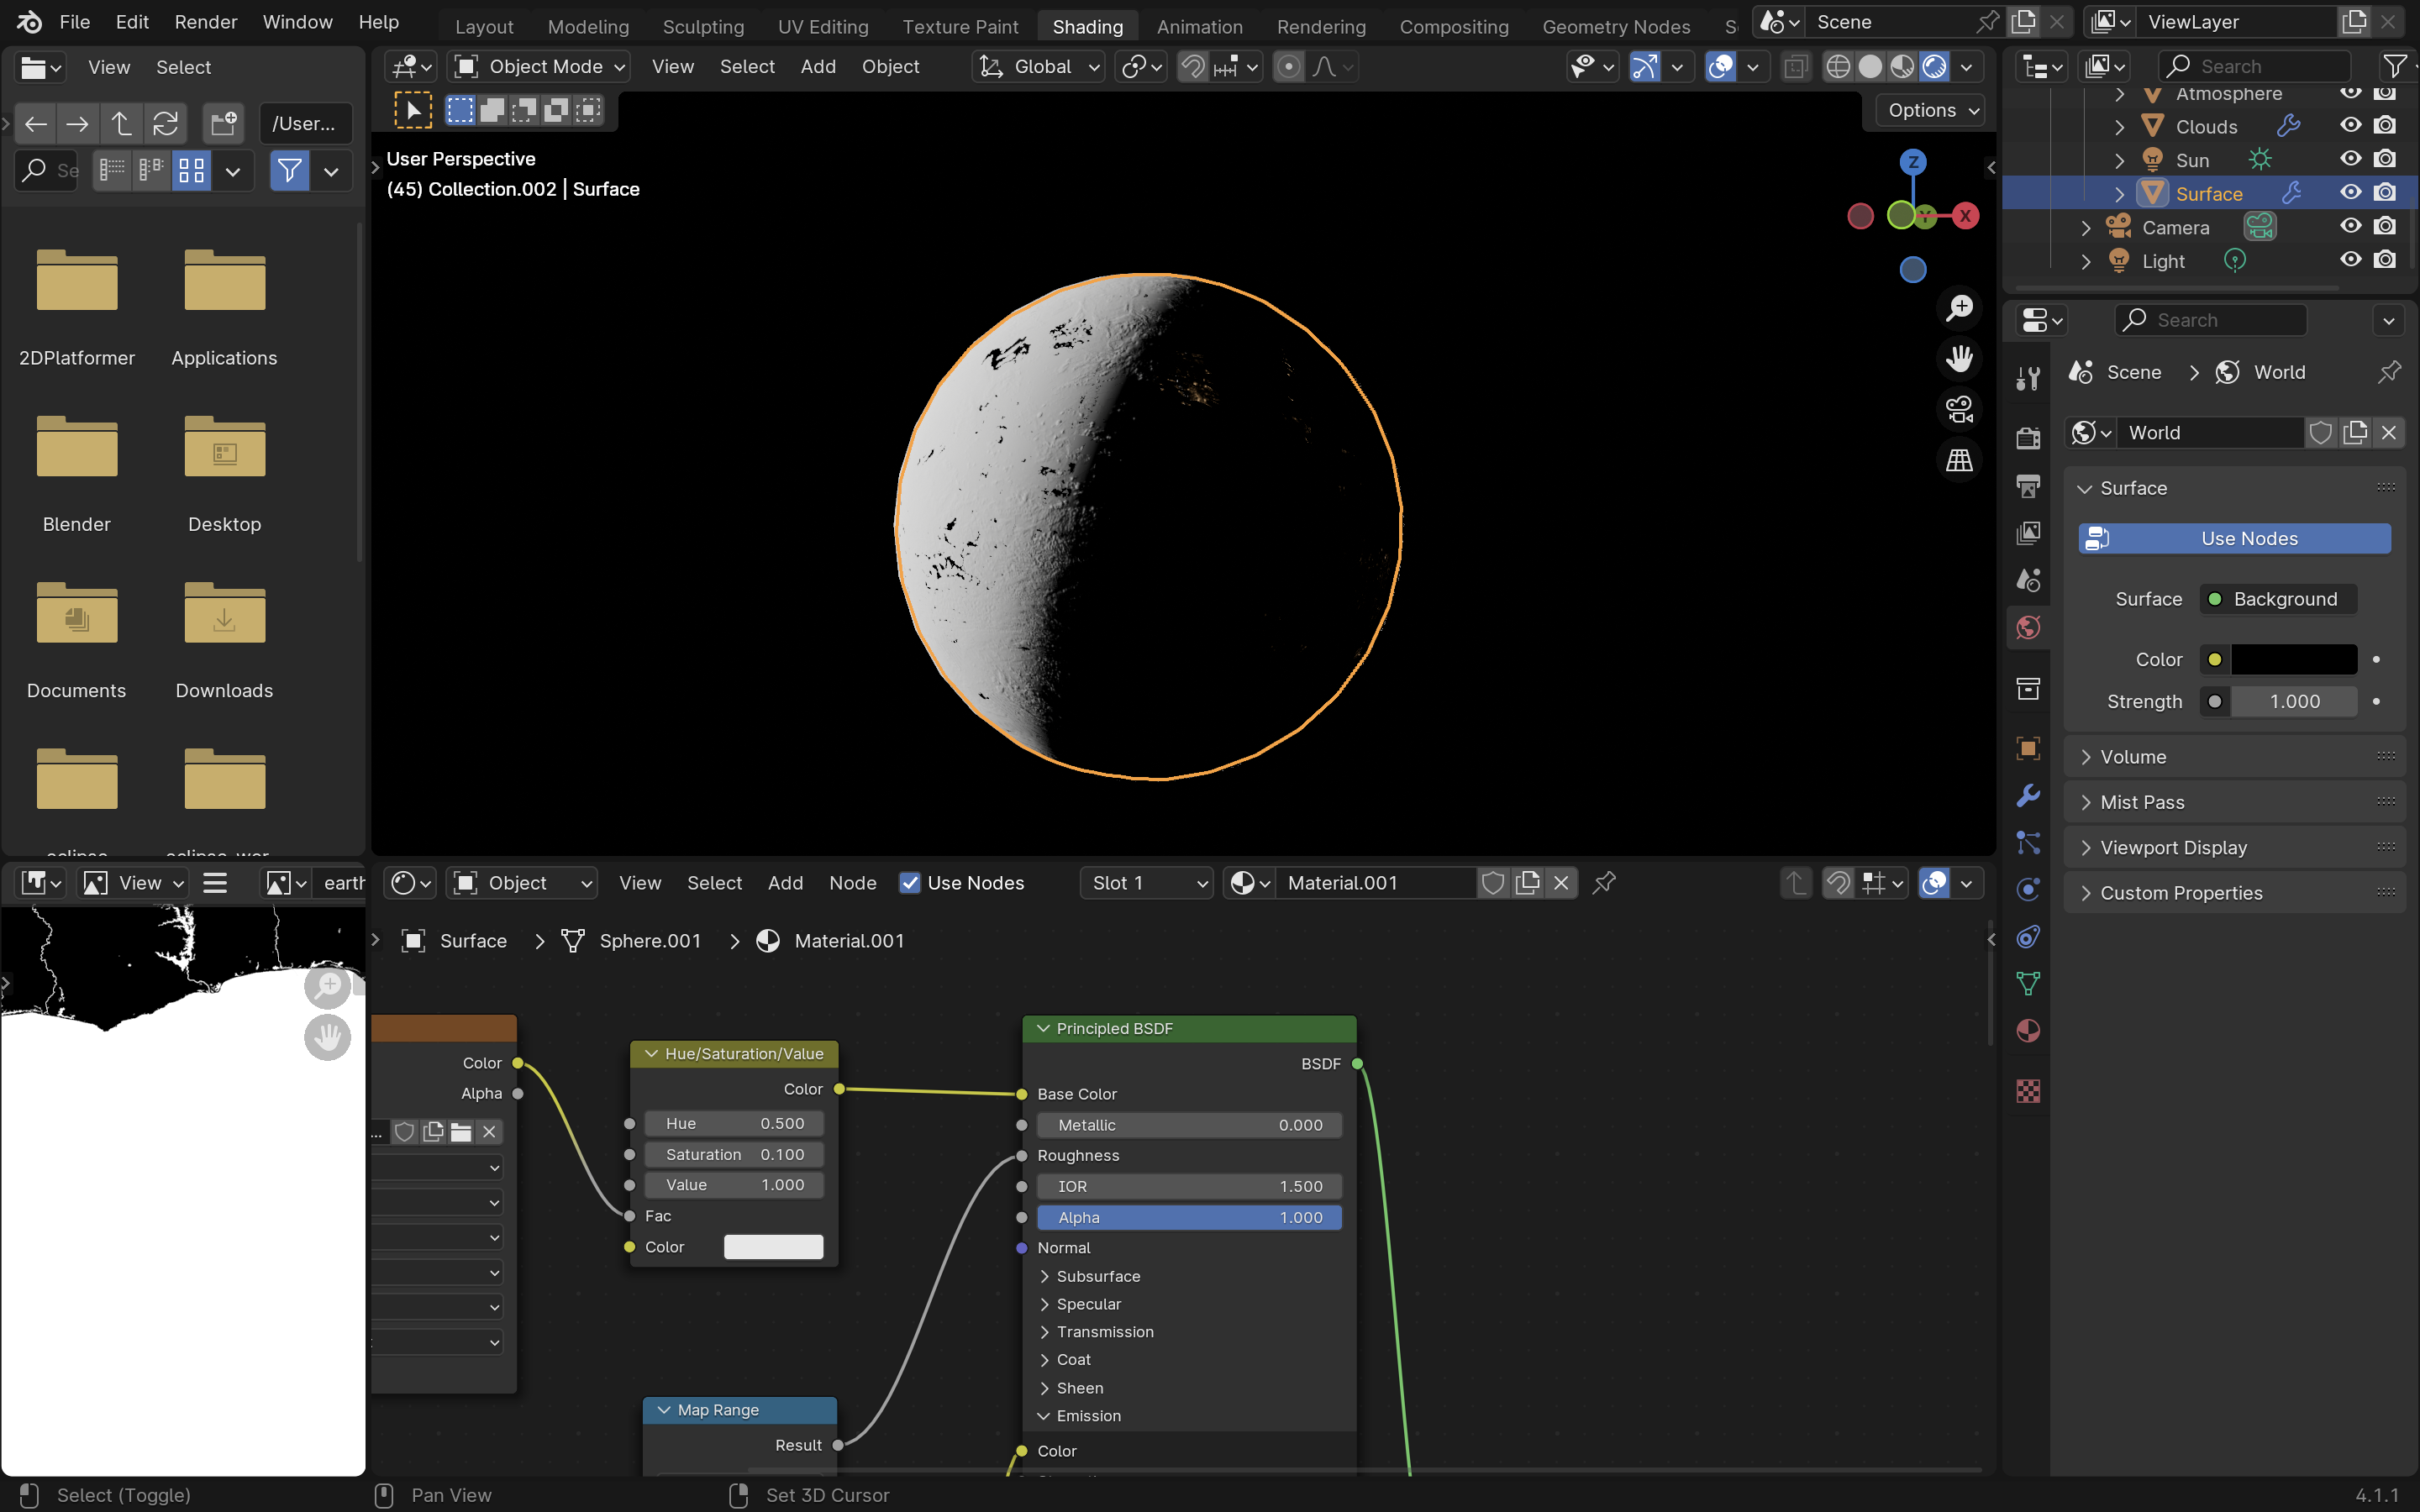 File Edit Render Window Help Layout Modeling Sculpting UV Editing Texture Paint Shading Animation Rendering Compositing Geometry Nodes Scene ViewLayer
View Select
/User...
Se
2DPlatformer Applications
Blender Desktop
Documents Downloads
Object Mode View Select Add Object Global
Options
User Perspective
(45) Collection.002 | Surface
Z
Y X
Search
Atmosphere
Clouds
Sun
Surface
Camera
Light
Search
Scene > World
World
Surface
Use Nodes
Surface Background
Color
Strength 1.000
Volume
Mist Pass
Viewport Display
Custom Properties
View earth
Object View Select Add Node Use Nodes Slot 1 Material.001
Surface > Sphere.001 > Material.001
Color
Alpha
...
Hue/Saturation/Value
Color
Hue 0.500
Saturation 0.100
Value 1.000
Fac
Color
Map Range
Result
Principled BSDF
BSDF
Base Color
Metallic 0.000
Roughness
IOR 1.500
Alpha 1.000
Normal
Subsurface
Specular
Transmission
Coat
Sheen
Emission
Color
Select (Toggle) Pan View Set 3D Cursor 4.1.1